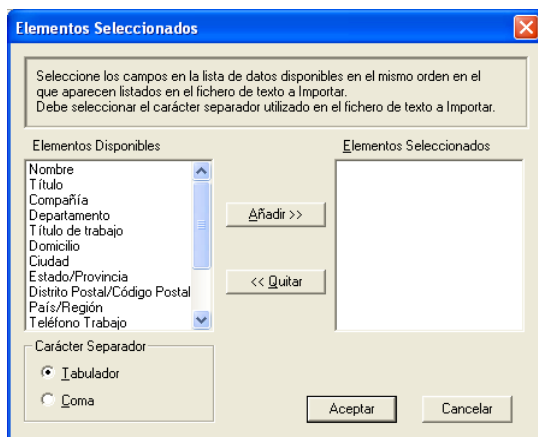 Elementos Seleccionados
Seleccione los campos en la lista de datos disponibles en el mismo orden en el
que aparecen listados en el fichero de texto a Importar.
Debe seleccionar el carácter separador utilizado en el fichero de texto a Importar.
Elementos Disponibles
Elementos Seleccionados
Nombre
Título
Compañía
Departamento
Título de trabajo
Domicilio
Ciudad
Estado/Provincia
Distrito Postal/Código Postal
País/Región
Teléfono Trabajo
Añadir >>
<< Quitar
Carácter Separador
Tabulador
Coma
Aceptar
Cancelar